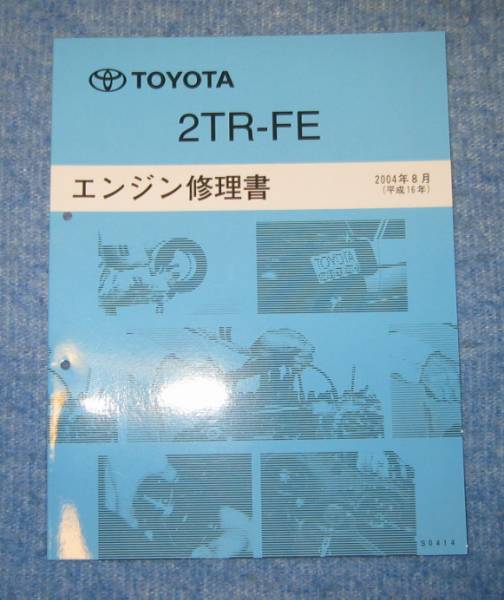 TOYOTA
2TR-FE
エンジン修理書
2004年8月
(平成16年)
TOYOTA
S0414